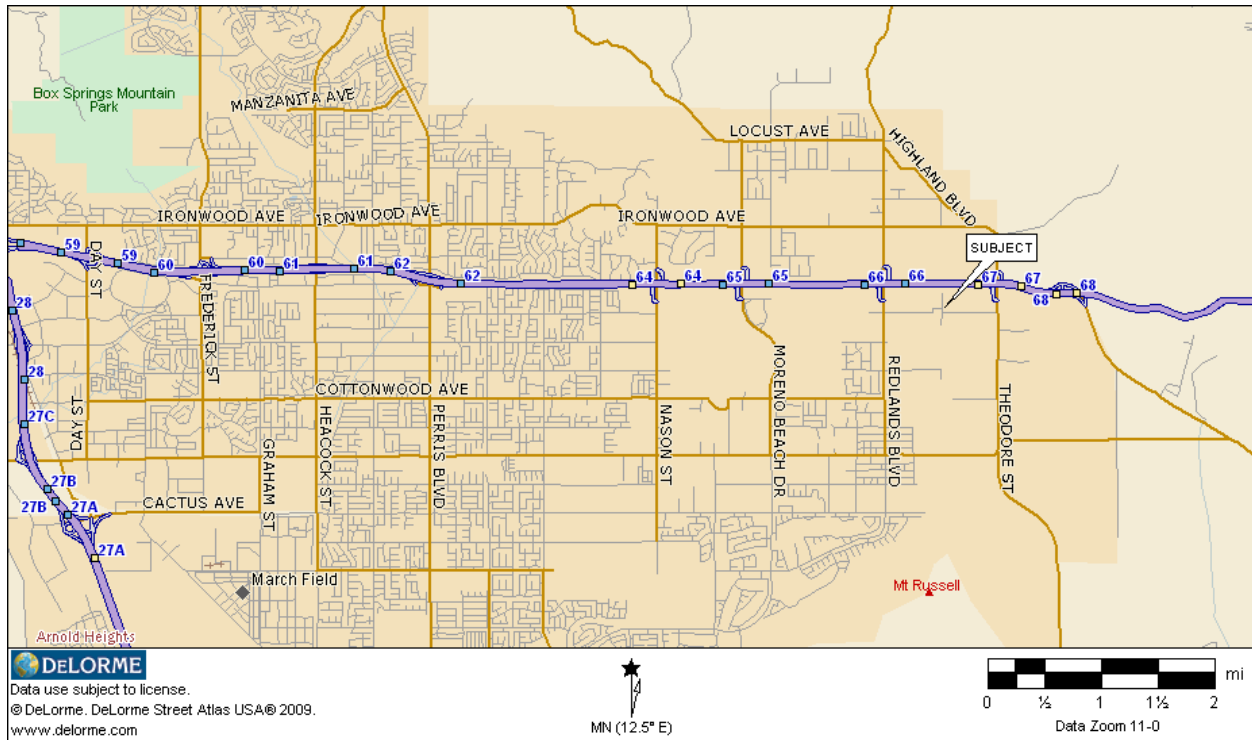 Box Springs Mountain
Park
MANZANITA AVE
LOCUST AVE
HIGHLAND BLVD
IRONWOOD AVE
IRONWOOD AVE
IRONWOOD AVE
SUBJECT
59
59
60
60
61
61
62
62
64
64
65
65
66
66
67
67
68
68
DAY ST
FREDERICK ST
28
28
27C
27B
27B
27A
27A
COTTONWOOD AVE
DAY ST
GRAHAM ST
HEACOCK ST
PERRIS BLVD
NASON ST
MORENO BEACH DR
REDLANDS BLVD
THEODORE ST
CACTUS AVE
March Field
Mt Russell
Arnold Heights
DELORME
Data use subject to license.
© DeLorme. DeLorme Street Atlas USA® 2009.
www.delorme.com
MN (12.5° E)
mi
0 ½ 1 1½ 2
Data Zoom 11-0